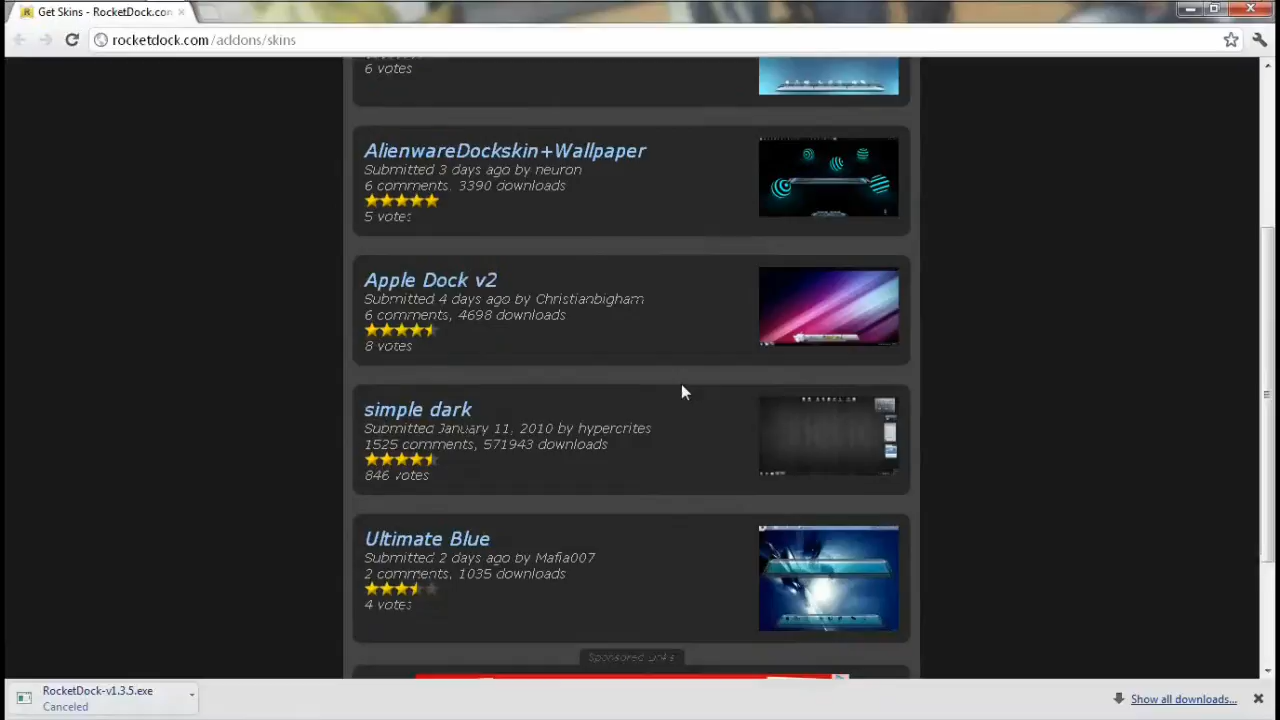 Get Skins - RocketDock.con
rocketdock.com/addons/skins
6 votes
AlienwareDockskin+Wallpaper
Submitted 3 days ago by neuron
6 comments, 3390 downloads
5 votes
Apple Dock v2
Submitted 4 days ago by Christianbigham
6 comments, 4698 downloads
8 votes
simple dark
Submitted January 11, 2010 by hypercrites
1525 comments, 571943 downloads
846 votes
Ultimate Blue
Submitted 2 days ago by Mafia007
2 comments, 1035 downloads
4 votes
Sponsored Links
RocketDock-v1.3.5.exe
Canceled
Show all downloads...